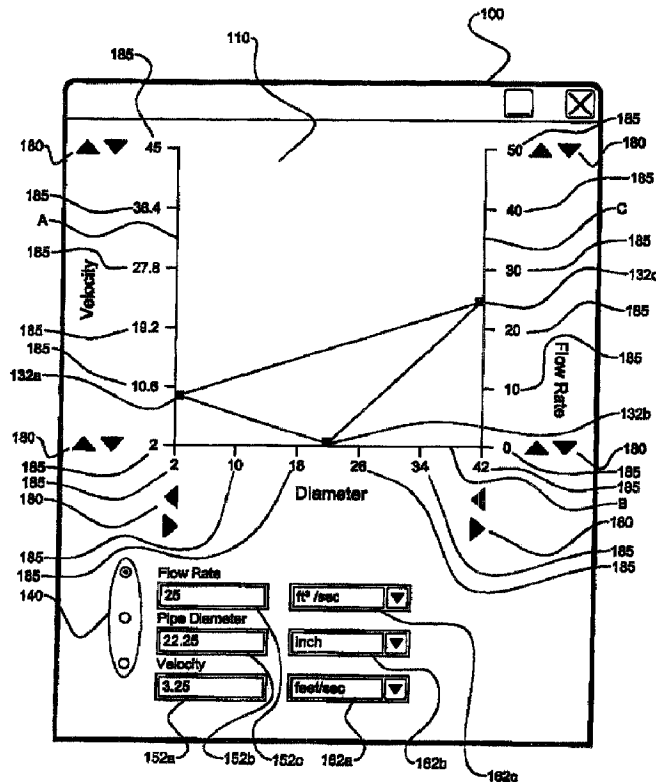 100
185
110
180 45 50 185 180
185
185 36.4 40 185
A C
185 27.8 30 185
132c
Velocity
185 19.2 20 185
185 Flow Rate 185
132a 10.6 10
132b
180
185 2 0 180
185 2 10 18 26 34 42 185
180 Diameter B
180
185 185
185 185
140 Flow Rate
25 ft³ /sec
Pipe Diameter
22.25 inch
Velocity
3.25 feet/sec
152a 152b 152c 162a 162b 162c